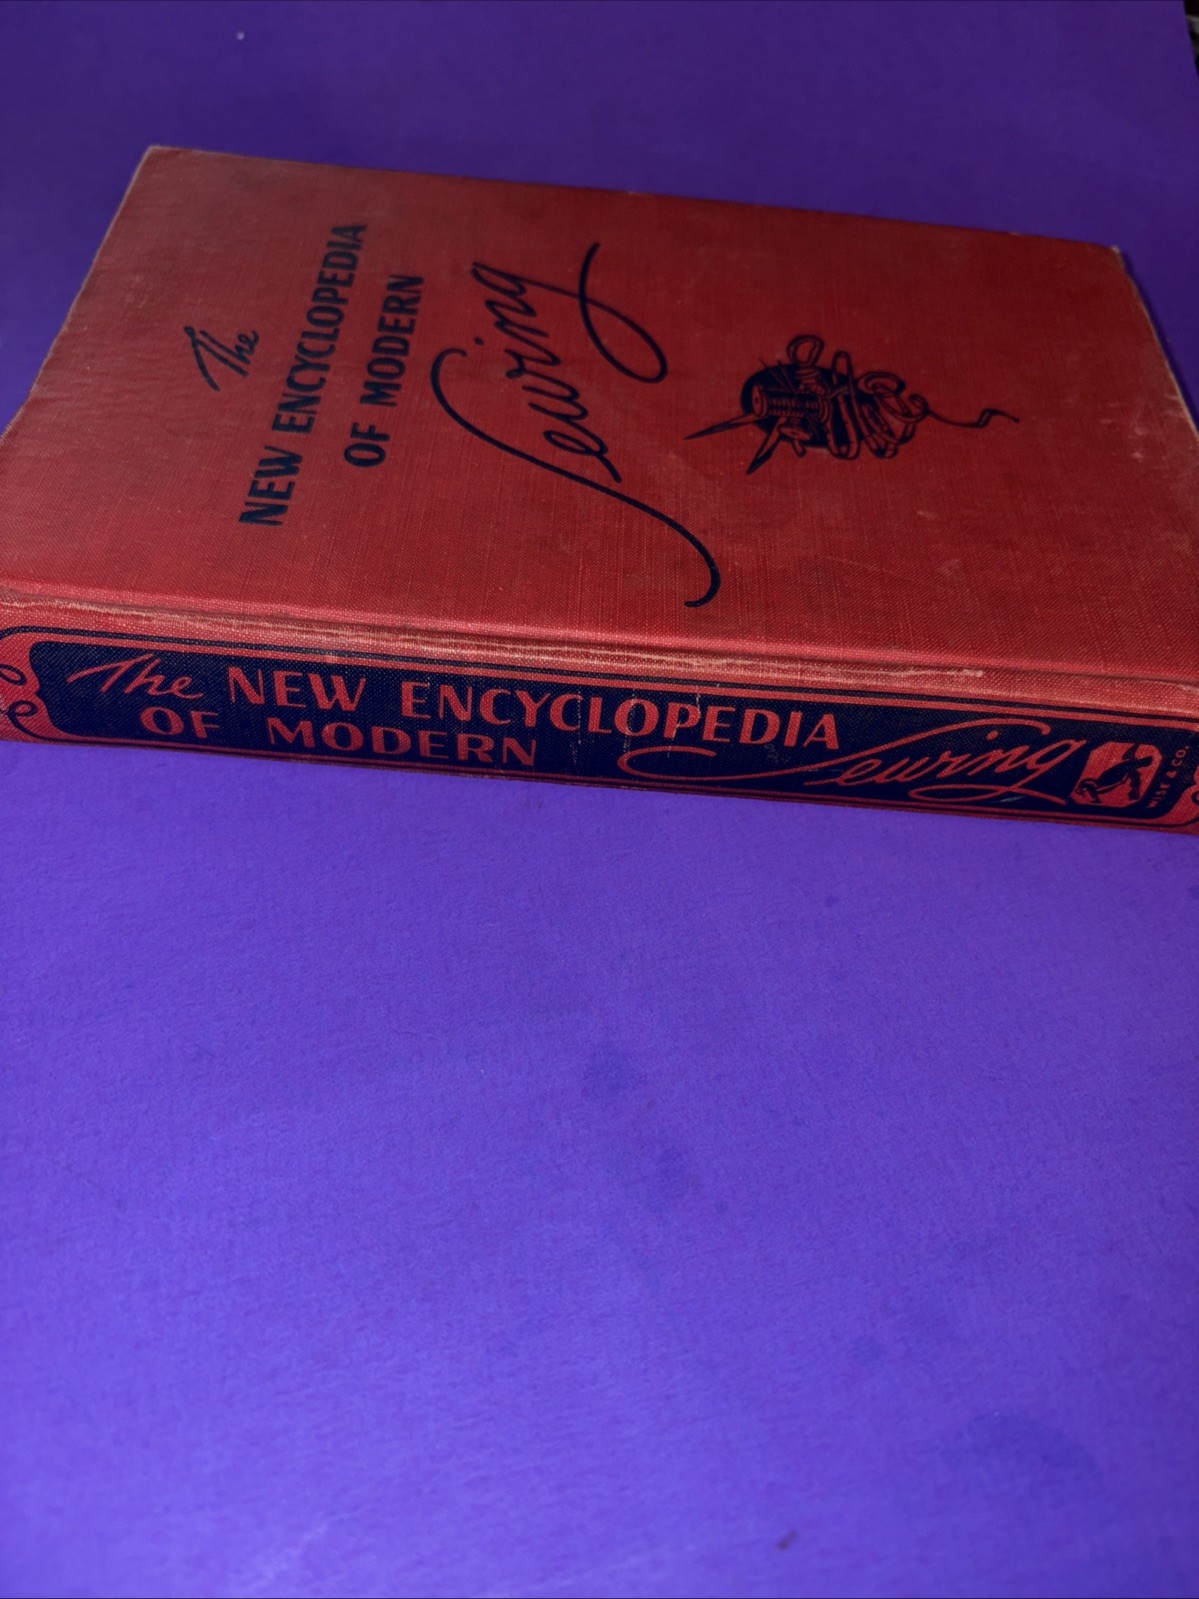 The
NEW ENCYCLOPEDIA
OF MODERN
Sewing
The NEW ENCYCLOPEDIA
OF MODERN Sewing
WISE & CO.